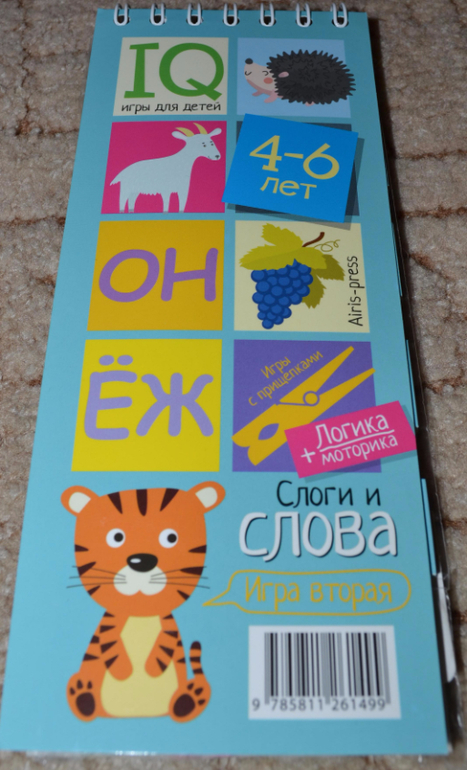 IQ
игры для детей
4-6
лет
ОН
Airis-press
ЁЖ
Игры
с прищепками
Логика
+ моторика
Слоги и
слова
Игра вторая
9 785811 261499